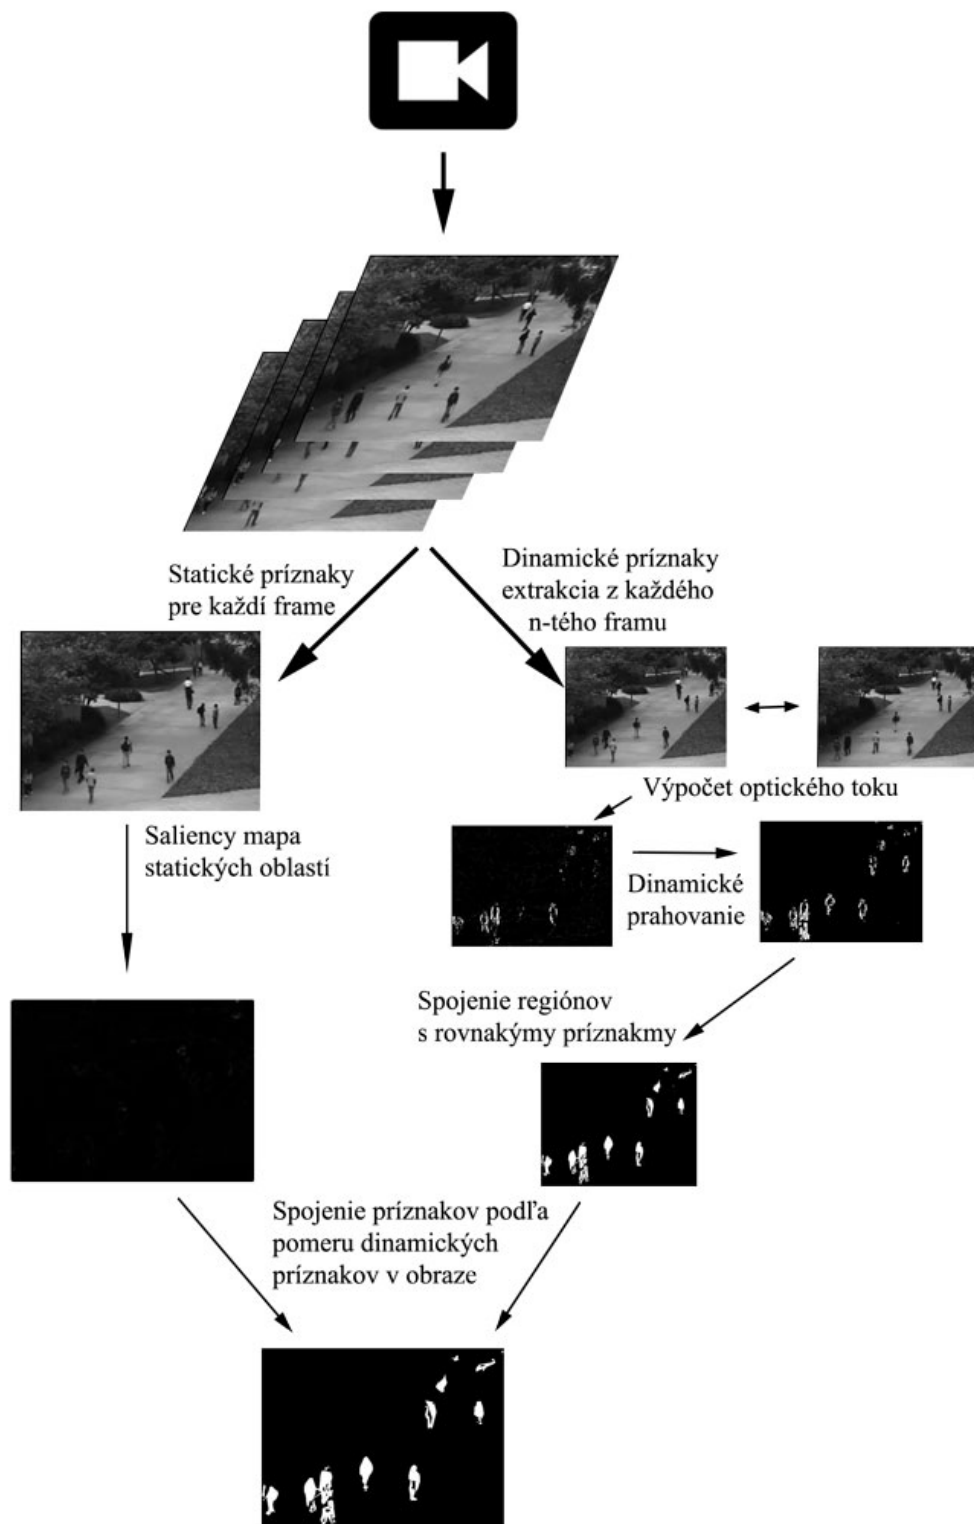 Statické príznaky
pre každí frame
Dinamické príznaky
extrakcia z každého
n-tého framu
Výpočet optického toku
Saliency mapa
statických oblastí
Dinamické
prahovanie
Spojenie regiónov
s rovnakýmy príznakmy
Spojenie príznakov podľa
pomeru dinamických
príznakov v obraze